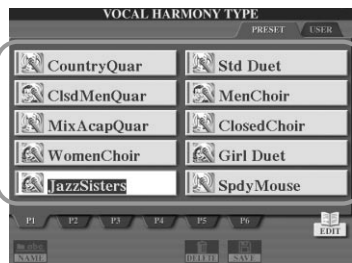 VOCAL HARMONY TYPE
PRESET USER
CountryQuar Std Duet
ClsdMenQuar MenChoir
MixAcapQuar ClosedChoir
WomenChoir Girl Duet
JazzSisters SpdyMouse
P1 P2 P3 P4 P5 P6
EDIT
NAME DELETE SAVE